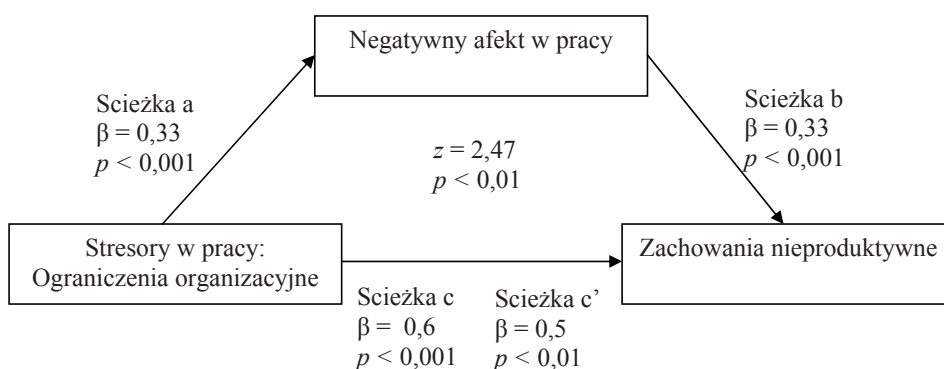 Negatywny afekt w pracy
Scieżka a
β = 0,33
p < 0,001
Scieżka b
β = 0,33
p < 0,001
z = 2,47
p < 0,01
Stresory w pracy:
Ograniczenia organizacyjne
Zachowania nieproduktywne
Scieżka c
β =  0,6
p < 0,001
Scieżka c’
β = 0,5
p < 0,01